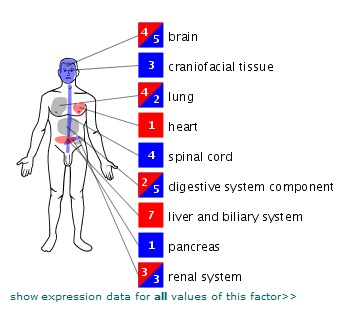 4 5 brain
3 craniofacial tissue
4 2 lung
1 heart
4 spinal cord
2 5 digestive system component
7 liver and biliary system
1 pancreas
3 3 renal system
show expression data for all values of this factor>>